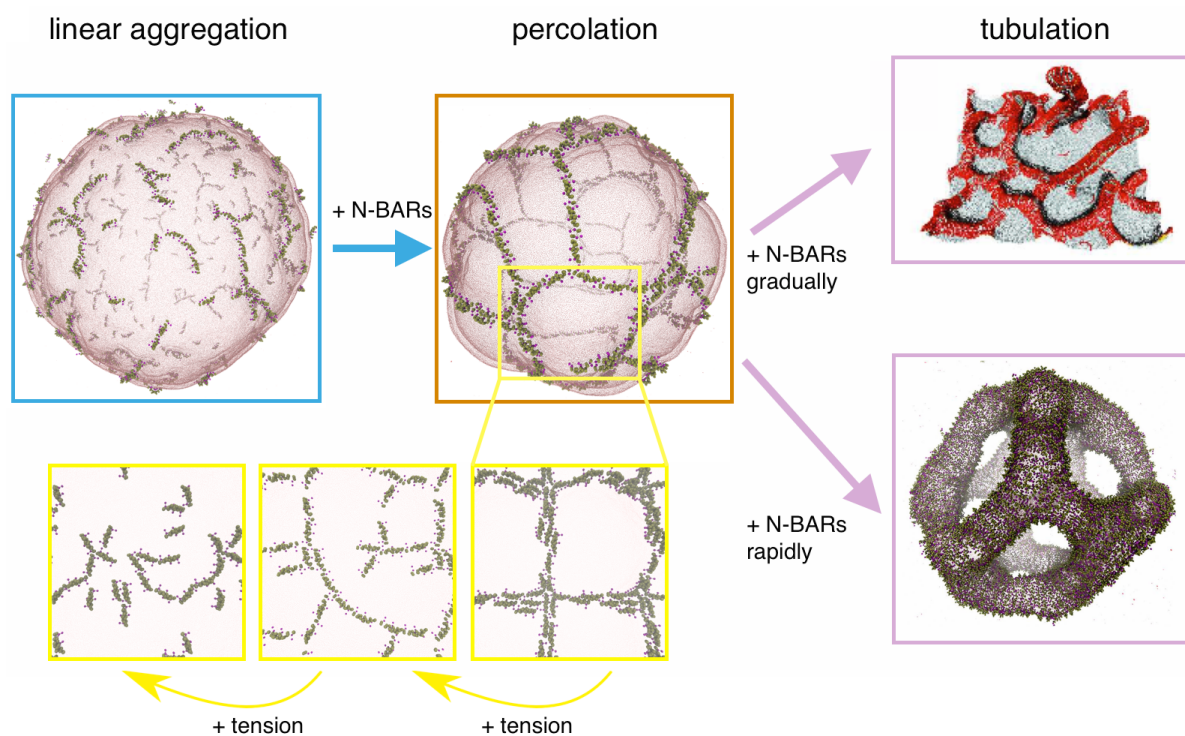 linear aggregation
percolation
tubulation
+ N-BARs
+ N-BARs
gradually
+ N-BARs
rapidly
+ tension
+ tension